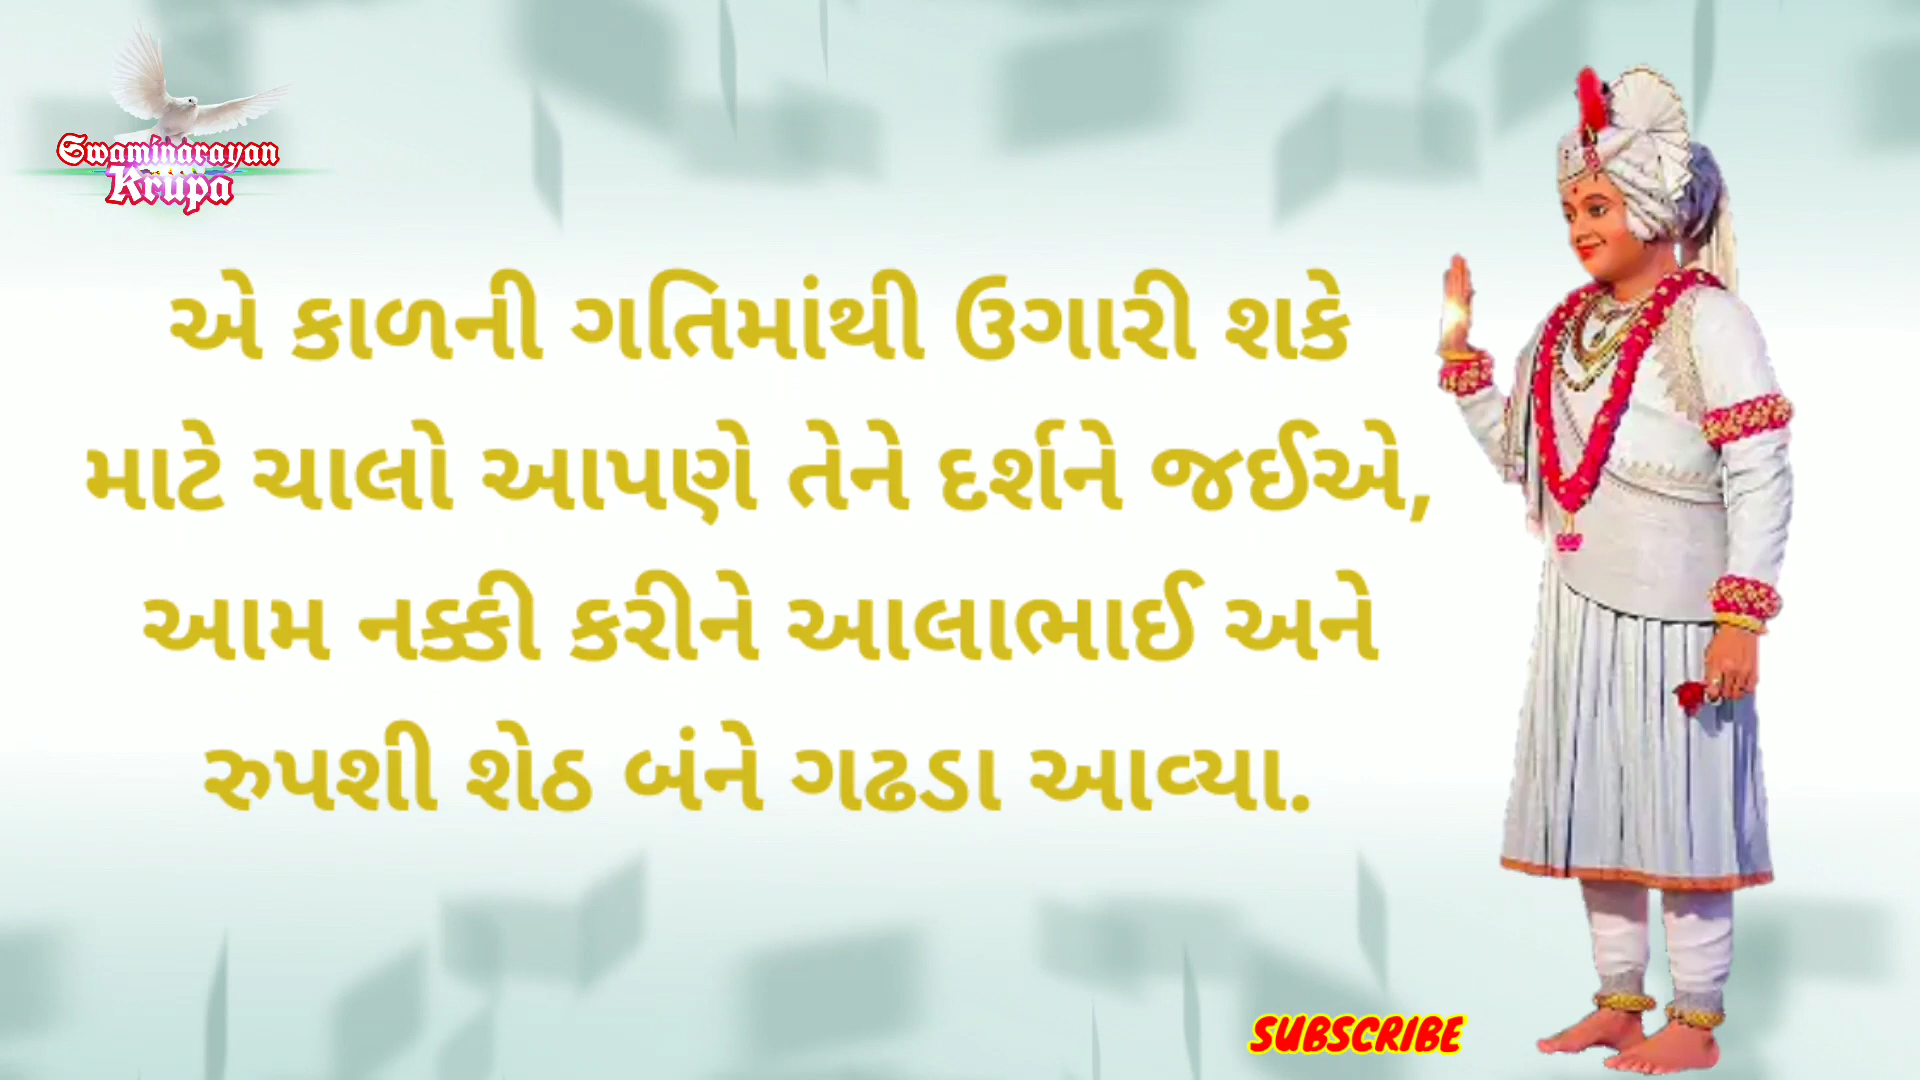 Swaminarayan
Krupa
એ કાળની ગતિમાંથી ઉગારી શકે
માટે ચાલો આપણે તેને દર્શને જઈએ,
આમ નક્કી કરીને આલાભાઈ અને
રુપશી શેઠ બંને ગઢડા આવ્યા.
SUBSCRIBE